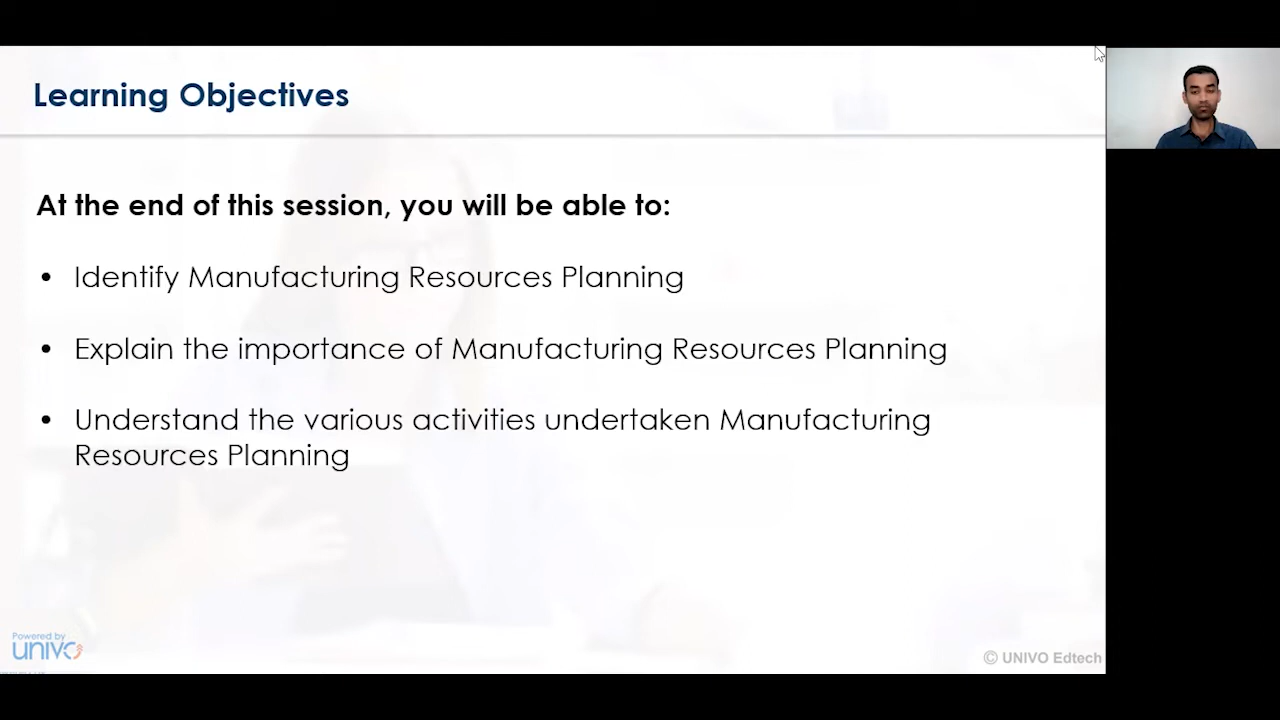 Learning Objectives
At the end of this session, you will be able to:
• Identify Manufacturing Resources Planning
• Explain the importance of Manufacturing Resources Planning
• Understand the various activities undertaken Manufacturing
Resources Planning
Powered by
univo
© UNIVO Edtech